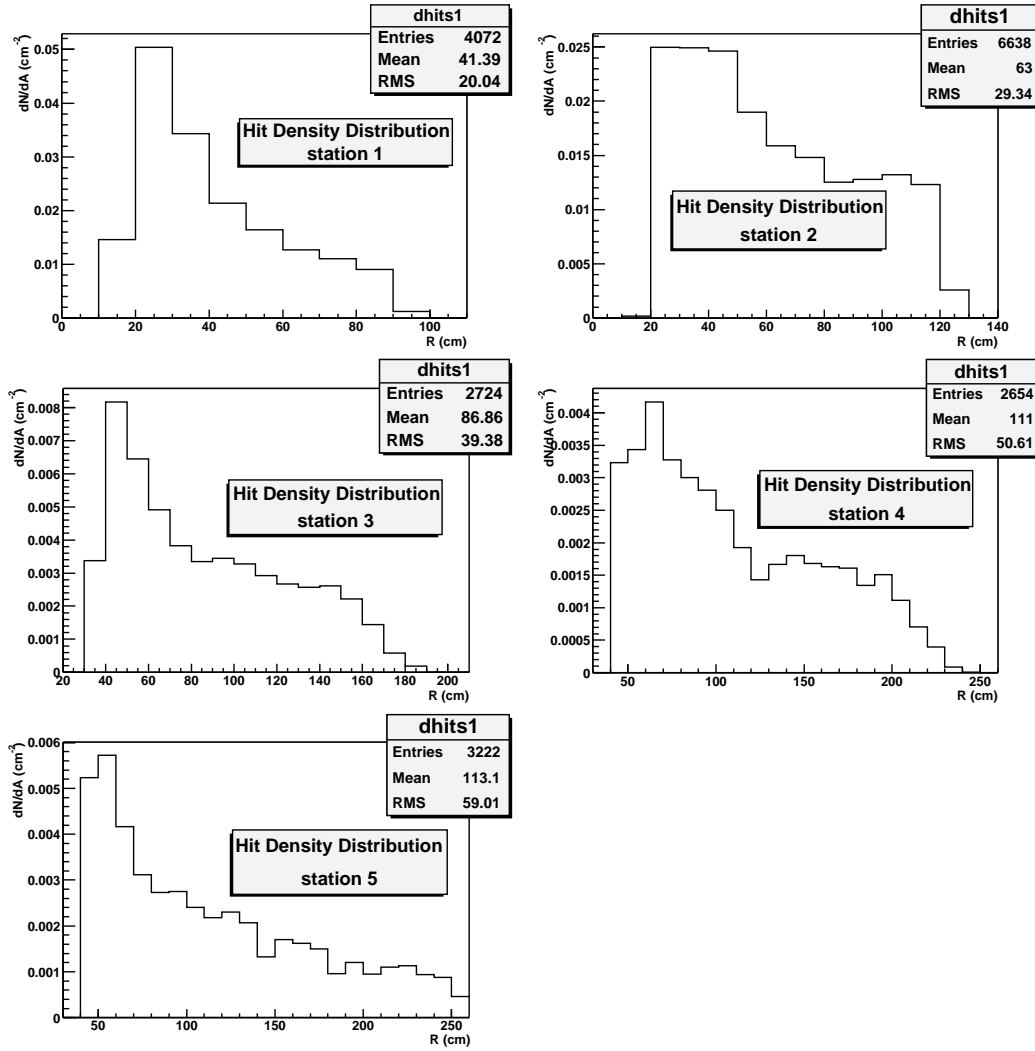 dhits1
Entries 4072
Mean 41.39
RMS 20.04
dN/dA (cm-2)
Hit Density Distribution
station 1
0.05
0.04
0.03
0.02
0.01
0
0 20 40 60 80 100
R (cm)
dhits1
Entries 6638
Mean 63
RMS 29.34
dN/dA (cm-2)
Hit Density Distribution
station 2
0.025
0.02
0.015
0.01
0.005
0
0 20 40 60 80 100 120 140
R (cm)
dhits1
Entries 2724
Mean 86.86
RMS 39.38
dN/dA (cm-2)
Hit Density Distribution
station 3
0.008
0.007
0.006
0.005
0.004
0.003
0.002
0.001
0
20 40 60 80 100 120 140 160 180 200
R (cm)
dhits1
Entries 2654
Mean 111
RMS 50.61
dN/dA (cm-2)
Hit Density Distribution
station 4
0.004
0.0035
0.003
0.0025
0.002
0.0015
0.001
0.0005
0
50 100 150 200 250
R (cm)
dhits1
Entries 3222
Mean 113.1
RMS 59.01
dN/dA (cm-2)
Hit Density Distribution
station 5
0.006
0.005
0.004
0.003
0.002
0.001
0
50 100 150 200 250
R (cm)